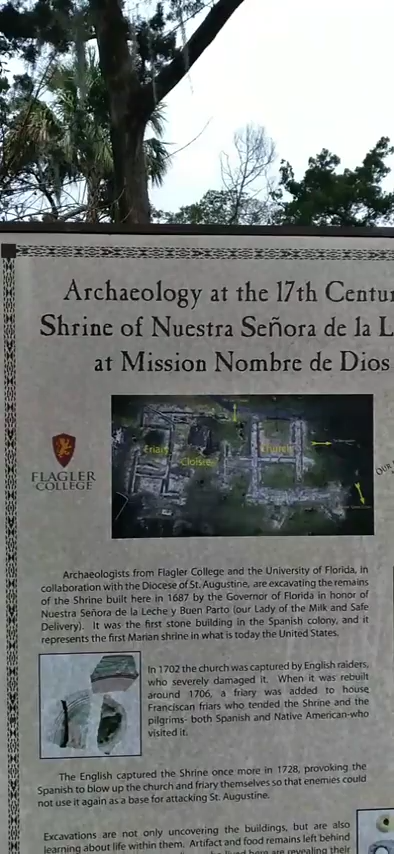 Archaeology at the 17th Centu
Shrine of Nuestra Señora de la L
at Mission Nombre de Dios
Friary
Cloister
Church
FLAGLER
COLLEGE
OUR
Archaeologists from Flagler College and the University of Florida, in
collaboration with the Diocese of St. Augustine, are excavating the remains
of the Shrine built here in 1687 by the Governor of Florida in honor of
Nuestra Señora de la Leche y Buen Parto (our Lady of the Milk and Safe
Delivery). It was the first stone building in the Spanish colony, and it
represents the first Marian shrine in what is today the United States.
In 1702 the church was captured by English raiders,
who severely damaged it. When it was rebuilt
around 1706, a friary was added to house
Franciscan friars who tended the Shrine and the
pilgrims- both Spanish and Native American-who
visited it.
The English captured the Shrine once more in 1728, provoking the
Spanish to blow up the church and friary themselves so that enemies could
not use it again as a base for attacking St. Augustine.
Excavations are not only uncovering the buildings, but are also
learning about life within them. Artifact and food remains left behind
here are revealing their